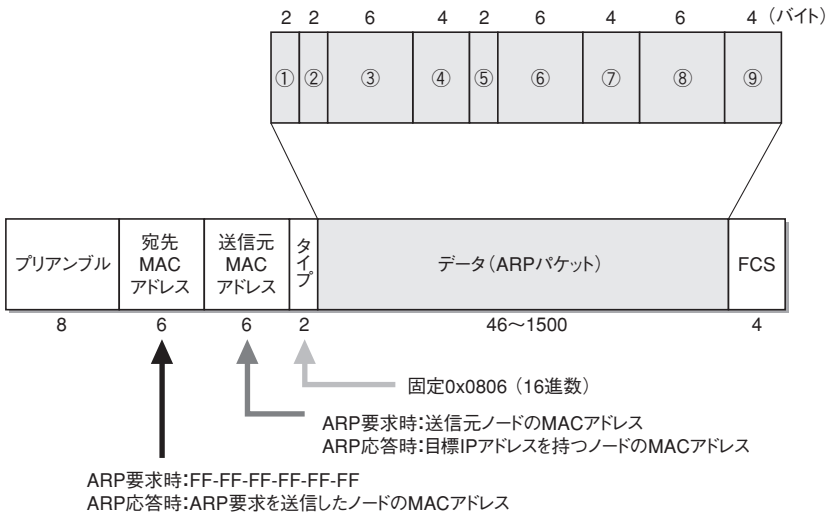 2 2 6 4 2 6 4 6 4 (バイト)
① ② ③ ④ ⑤ ⑥ ⑦ ⑧ ⑨
プリアンブル
宛先
MAC
アドレス
送信元
MAC
アドレス
タイプ
データ(ARPパケット)
FCS
8 6 6 2 46〜1500 4
固定0x0806(16進数)
ARP要求時:送信元ノードのMACアドレス
ARP応答時:目標IPアドレスを持つノードのMACアドレス
ARP要求時:FF-FF-FF-FF-FF-FF
ARP応答時:ARP要求を送信したノードのMACアドレス